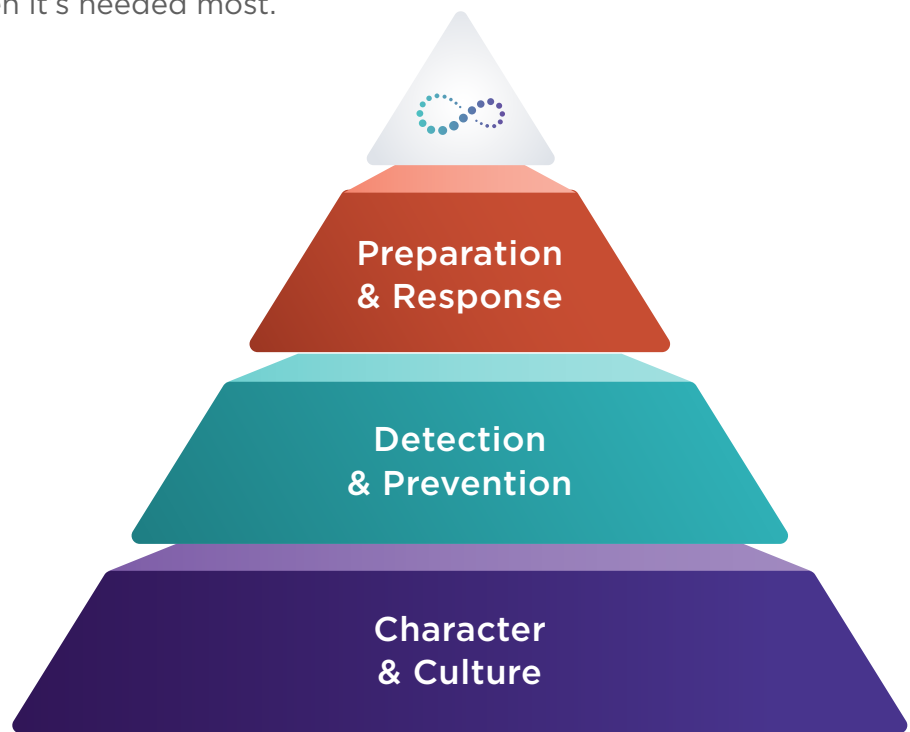 it's needed most.
Preparation
& Response
Detection
& Prevention
Character
& Culture